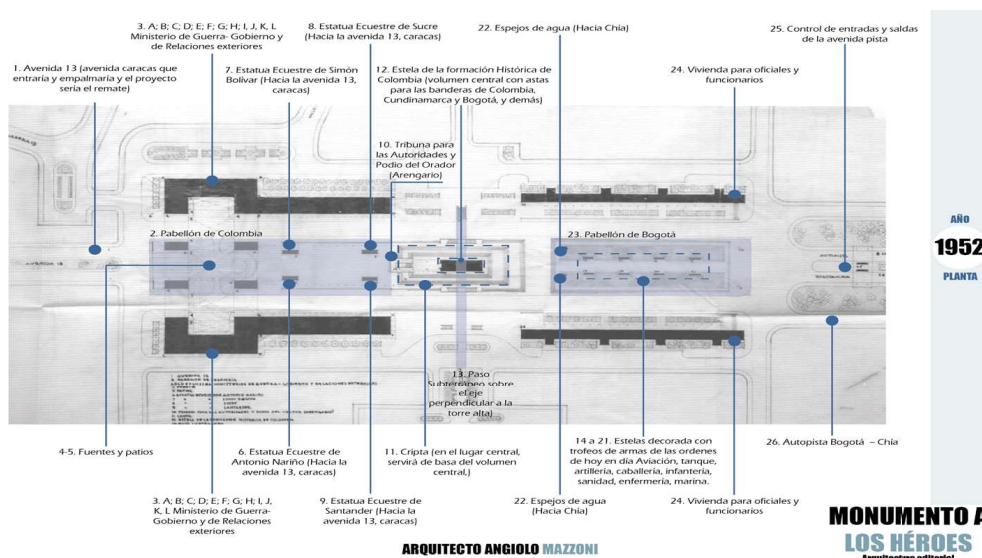 3. A; B; C; D; E; F; G; H; I, J, K, L
Ministerio de Guerra- Gobierno y
de Relaciones exteriores
8. Estatua Ecuestre de Sucre
(Hacia la avenida 13, caracas)
22. Espejos de agua (Hacia Chía)
25. Control de entradas y saldas
de la avenida pista
1. Avenida 13 (avenida caracas que
entraría y empalmaría y el proyecto
seria el remate)
7. Estatua Ecuestre de Simón
Bolívar (Hacia la avenida 13,
caracas)
12. Estela de la formación Histórica de
Colombia (volumen central con astas
para las banderas de Colombia,
Cundinamarca y Bogotá, y demás)
24. Vivienda para oficiales y
funcionarios
10. Tribuna para
las Autoridades y
Podio del Orador
(Arengario)
2. Pabellón de Colombia
23. Pabellón de Bogotà
AVENIDA 13
13. Paso
Subterráneo sobre
el eje
perpendicular a la
torre alta)
4-5. Fuentes y patios
6. Estatua Ecuestre de
Antonio Nariño (Hacia la
avenida 13, caracas)
11. Cripta (en el lugar central,
servirá de basa del volumen
central,)
14 a 21. Estelas decorada con
trofeos de armas de las ordenes
de hoy en día Aviación, tanque,
artillería, caballería, infantería,
sanidad, enfermería, marina.
26. Autopista Bogotá – Chía
3. A; B; C; D; E; F; G; H; I, J,
K, L Ministerio de Guerra-
Gobierno y de Relaciones
exteriores
9. Estatua Ecuestre de
Santander (Hacia la
avenida 13, caracas)
22. Espejos de agua
(Hacia Chía)
24. Vivienda para oficiales y
funcionarios
AÑO
1952
PLANTA
MONUMENTO A
LOS HÉROES
Arquitectura editorial
ARQUITECTO ANGIOLO MAZZONI